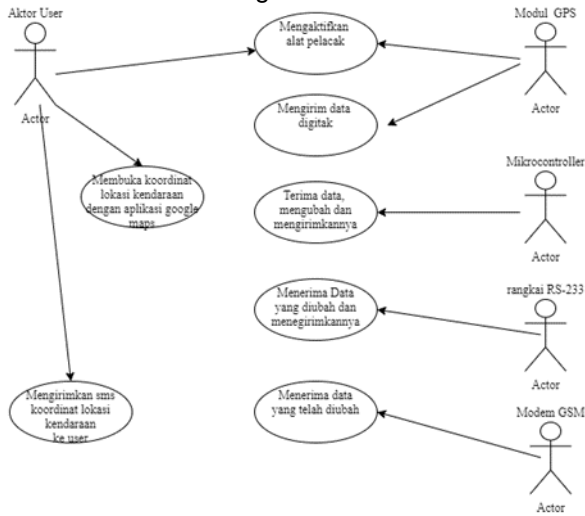 Aktor User
Actor
Mengaktifkan
alat pelacak
Modul GPS
Actor
Mengirim data
digitak
Membuka koordinat
lokasi kendaraan
dengan aplikasi google
maps
Terima data,
mengubah dan
mengirimkannya
Mikrocontroller
Actor
Menerima Data
yang diubah dan
menegirimkannya
rangkai RS-233
Actor
Mengirimkan sms
koordinat lokasi
kendaraan
ke user
Menerima data
yang telah diubah
Modem GSM
Actor